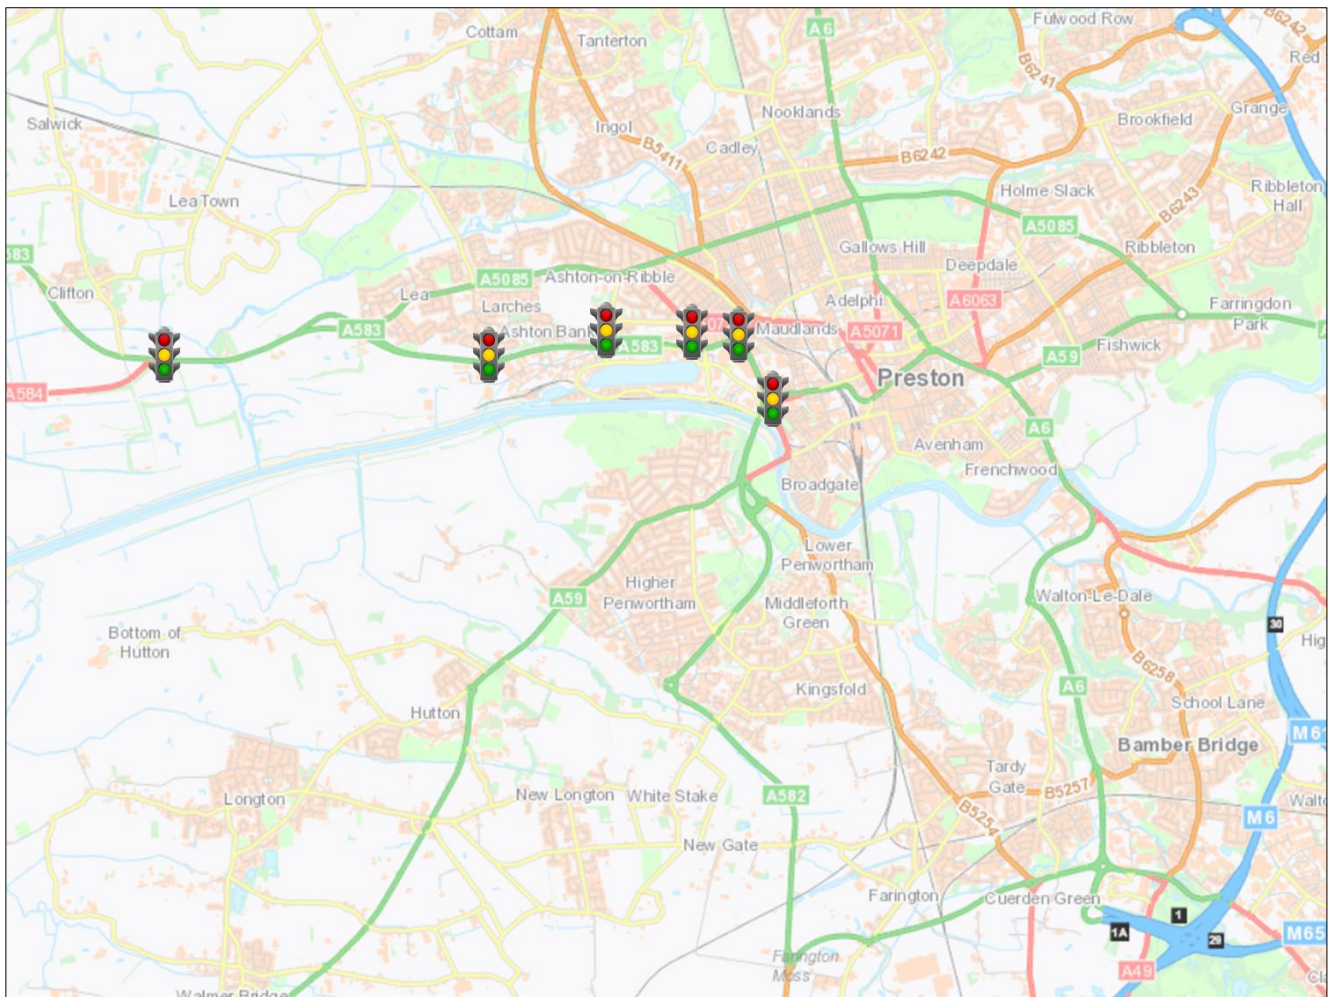 Fulwood Row
B6242
A6
Cottam
Tanterton
Red
B6241
Nooklands
Grange
Salwick
Ingol
Brookfield
B5411
Cadley
B6242
Holme Slack
Ribbleton
Hall
Lea Town
B6243
A5085
583
Gallows Hill
Ribbleton
Deepdale
A5085
Ashton-on-Ribble
Clifton
Lea
Larches
Adelphi
A6063
Farringdon
Park
A583
Ashton Bank
A583
Maudlands
A5071
Fishwick
A59
Preston
A584
A6
Avenham
Frenchwood
Broadgate
Lower
Penwortham
Higher
Penwortham
A59
Middleforth
Green
Walton-Le-Dale
30
Bottom of
Hutton
Hig
B6258
A6
Kingsfold
School Lane
Hutton
M61
Bamber Bridge
Tardy
Gate
B5257
Longton
New Longton
White Stake
A582
B5254
M6
Walto
New Gate
Farington
Cuerden Green
1
1A
29
M65
Farington
Moss
A49
Cl
Walmer Bridge